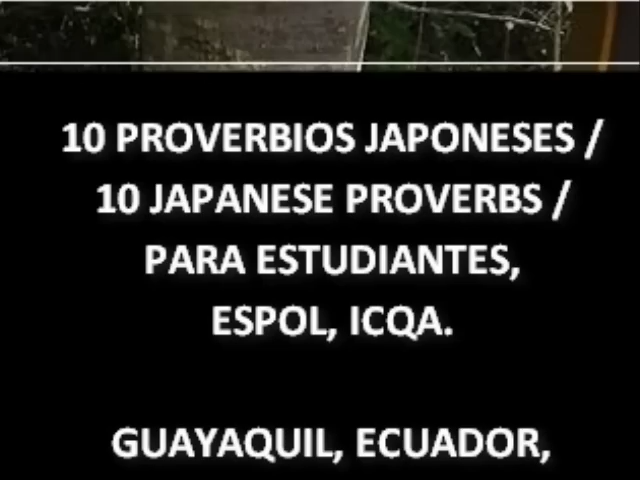 10 PROVERBIOS JAPONESES /
10 JAPANESE PROVERBS /
PARA ESTUDIANTES,
ESPOL, ICQA.
GUAYAQUIL, ECUADOR,